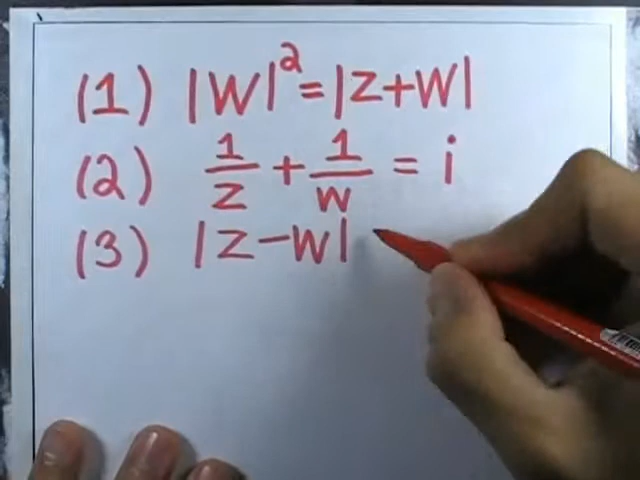 (1) |W|² = |Z+W|
(2) 1/Z + 1/W = i
(3) |Z-W|